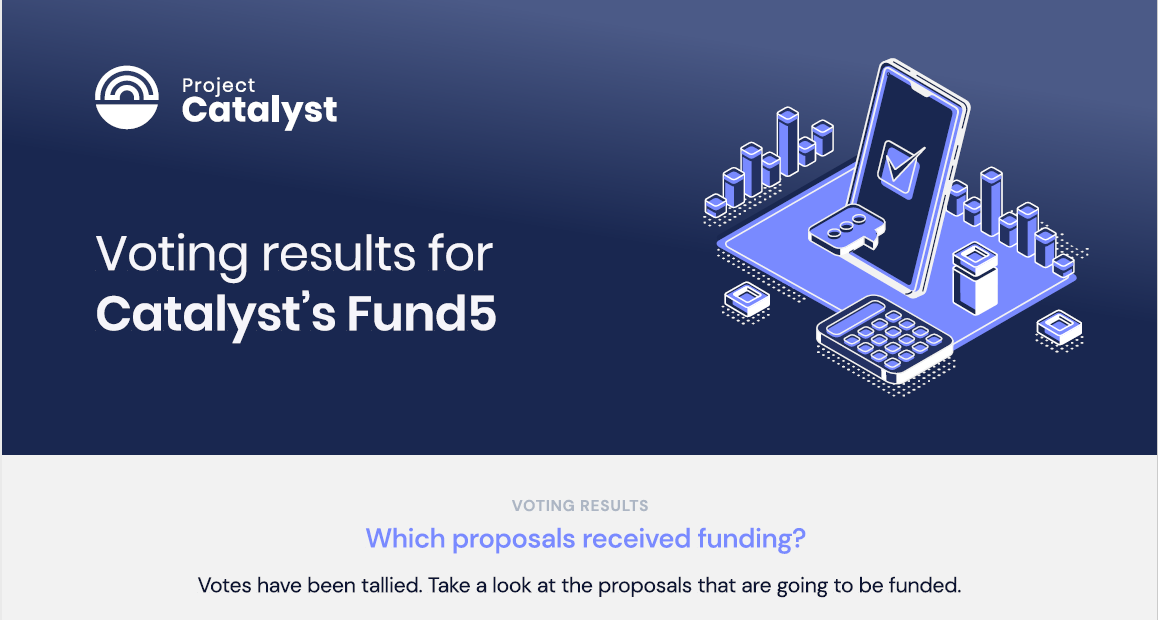 Project
Catalyst
Voting results for
Catalyst's Fund5
VOTING RESULTS
Which proposals received funding?
Votes have been tallied. Take a look at the proposals that are going to be funded.